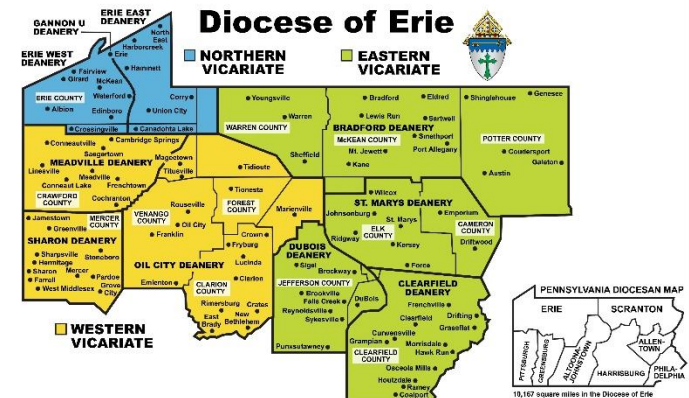 Diocese of Erie
NORTHERN
VICARIATE
EASTERN
VICARIATE
GANNON U
DEANERY
ERIE EAST
DEANERY
ERIE WEST
DEANERY
North
East
Harborcreek
Erie
Fairview
Girard
McKean
Hammett
Waterford
ERIE COUNTY
Albion
Edinboro
Corry
Union City
Crossingville
Canadohta Lake
Youngsville
Warren
WARREN COUNTY
Sheffield
Bradford
Eldred
Lewis Run
Sartwell
BRADFORD DEANERY
McKEAN COUNTY
Smethport
Mt. Jewett
Port Allegany
Kane
Shinglehouse
Genesee
POTTER COUNTY
Coudersport
Galeton
Austin
Conneautville
Cambridge Springs
Saegertown
Mageetown
MEADVILLE DEANERY
Titusville
Linesville
Meadville
Conneaut Lake
Frenchtown
CRAWFORD
COUNTY
Cochranton
Tidioute
Tionesta
FOREST
COUNTY
Marienville
Jamestown
MERCER
COUNTY
Greenville
SHARON DEANERY
Stoneboro
Sharpsville
Hermitage
Sharon
Mercer
Pardoe
Farrell
Grove
City
West Middlesex
VENANGO
COUNTY
Rouseville
Oil City
Franklin
OIL CITY DEANERY
Emlenton
Crown
Fryburg
Lucinda
CLARION
COUNTY
Clarion
Rimersburg
Crates
East
Brady
New
Bethlehem
Wilcox
ST. MARYS DEANERY
Johnsonburg
St. Marys
Emporium
ELK
COUNTY
CAMERON
COUNTY
Ridgway
Kersey
Driftwood
Force
DUBOIS
DEANERY
Sigel
Brockway
JEFFERSON COUNTY
Brookville
Falls Creek
DuBois
Reynoldsville
Sykesville
Punxsutawney
CLEARFIELD
DEANERY
Frenchville
Clearfield
Drifting
Curwensville
Grassflat
Grampian
Morrisdale
CLEARFIELD
COUNTY
Hawk Run
Osceola Mills
Houtzdale
Ramey
Coalport
WESTERN
VICARIATE
PENNSYLVANIA DIOCESAN MAP
ERIE
SCRANTON
PITTSBURGH
GREENSBURG
ALTOONA-
JOHNSTOWN
HARRISBURG
ALLEN-
TOWN
PHILA-
DELPHIA
10,167 square miles in the Diocese of Erie